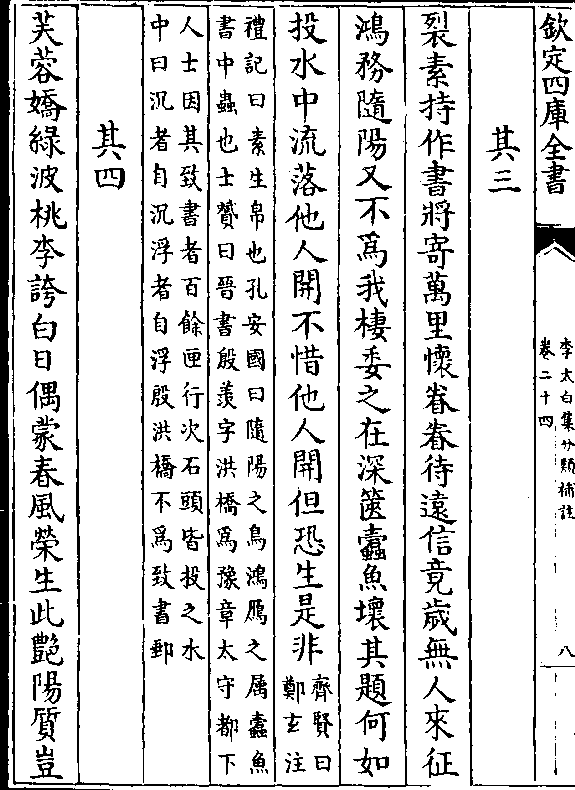 欽定四庫全書
李太白集分類補註
卷二十四
八
其三
裂素持作書將寄萬里懷眷眷待遠信竟歲無人來征
鴻務隨陽又不為我棲委之在深篋蠹魚壞其題何如
投水中流落他人開不惜他人開但恐生是非齊賢曰
鄭玄注
禮記曰素生帛也孔安國曰隨陽之鳥鴻鴈之属蠹魚
書中蟲也士贇曰晉書殷羨字洪橋為豫章太守都下
人士因其致書者百餘匣行次石頭皆投之水
中曰沉者自沉浮者自浮殷洪橋不為致書郵
其四
芙蓉嬌綠波桃李誇白日偶蒙春風榮生此艷陽質豈